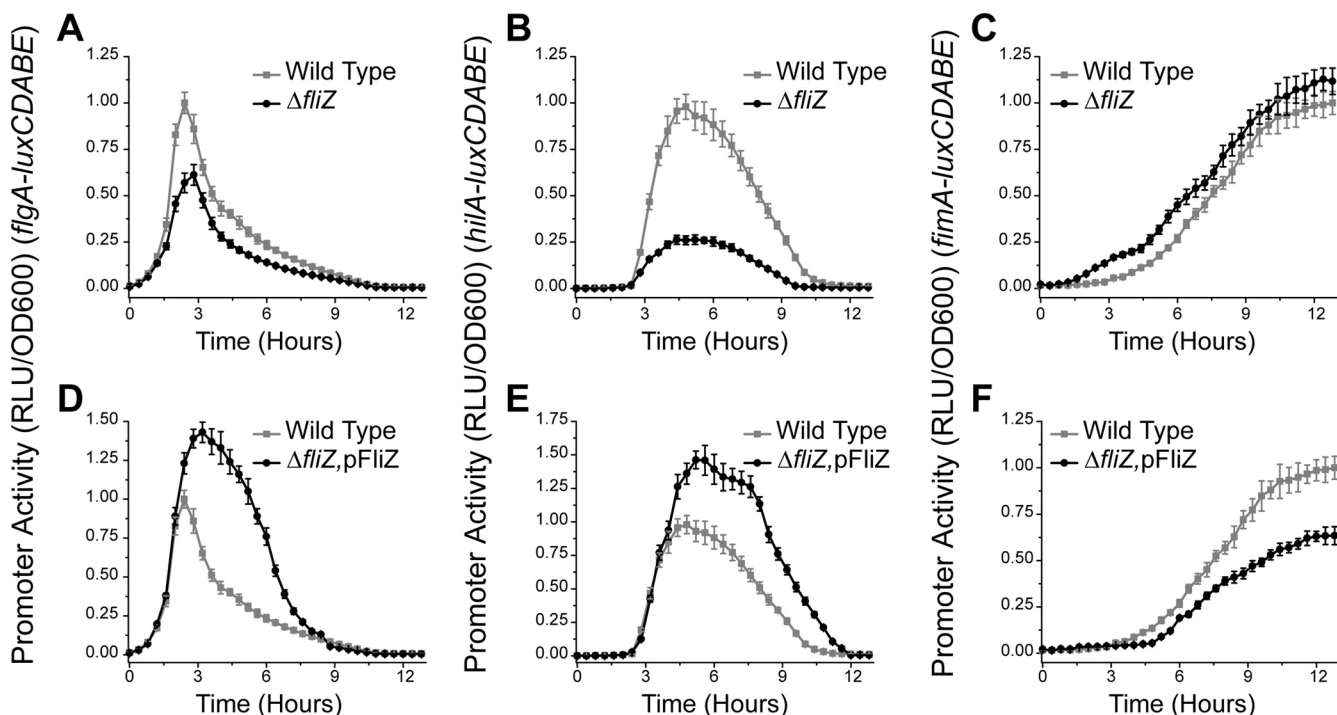 A
Promoter Activity (RLU/OD600) (flgA-luxCDABE)
1.25
1.00
0.75
0.50
0.25
0.00
Wild Type
ΔfliZ
0 3 6 9 12
Time (Hours)
B
Promoter Activity (RLU/OD600) (hilA-luxCDABE)
1.25
1.00
0.75
0.50
0.25
0.00
Wild Type
ΔfliZ
0 3 6 9 12
Time (Hours)
C
Promoter Activity (RLU/OD600) (fimA-luxCDABE)
1.25
1.00
0.75
0.50
0.25
0.00
Wild Type
ΔfliZ
0 3 6 9 12
Time (Hours)
D
1.50
1.25
1.00
0.75
0.50
0.25
0.00
Wild Type
ΔfliZ,pFliZ
0 3 6 9 12
Time (Hours)
E
1.75
1.50
1.25
1.00
0.75
0.50
0.25
0.00
Wild Type
ΔfliZ,pFliZ
0 3 6 9 12
Time (Hours)
F
1.25
1.00
0.75
0.50
0.25
0.00
Wild Type
ΔfliZ,pFliZ
0 3 6 9 12
Time (Hours)